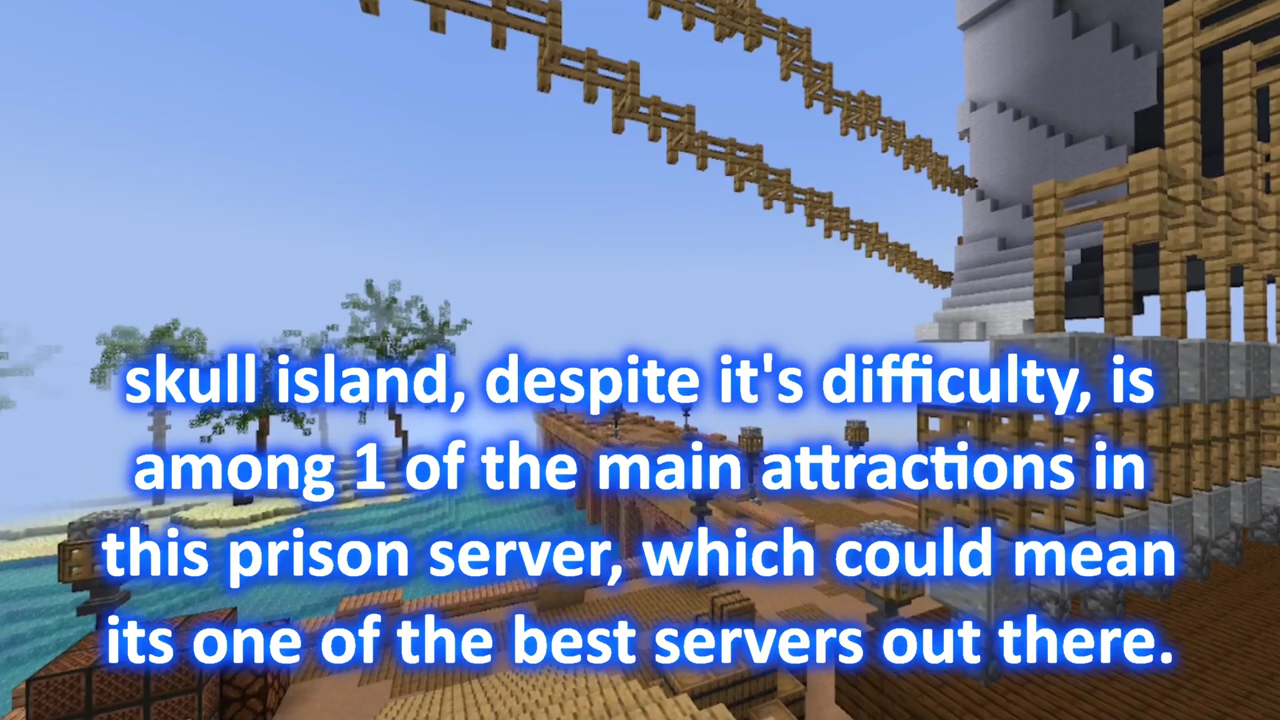 skull island, despite it's difficulty, is
among 1 of the main attractions in
this prison server, which could mean
its one of the best servers out there.